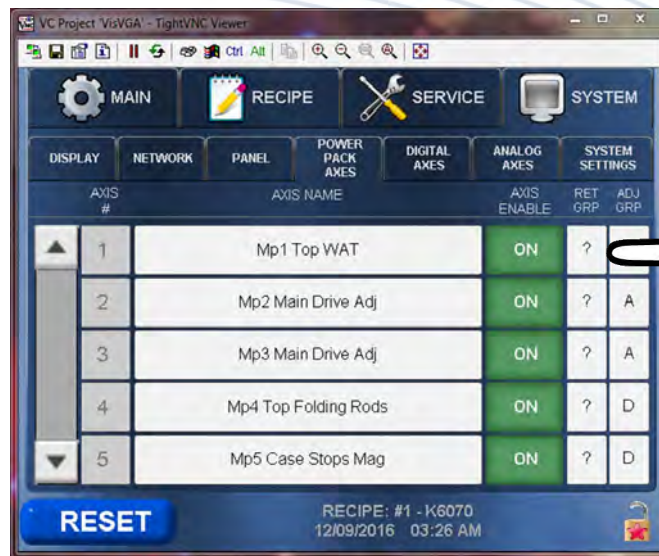 VC Project 'VisVGA' - TightVNC Viewer
Ctrl Alt
MAIN RECIPE SERVICE SYSTEM
DISPLAY NETWORK PANEL POWER PACK AXES DIGITAL AXES ANALOG AXES SYSTEM SETTINGS
AXIS # AXIS NAME AXIS ENABLE RET GRP ADJ GRP
1 Mp1 Top WAT ON ?
2 Mp2 Main Drive Adj ON ? A
3 Mp3 Main Drive Adj ON ? A
4 Mp4 Top Folding Rods ON ? D
5 Mp5 Case Stops Mag ON ? D
RESET
RECIPE: #1 - K6070
12/09/2016 03:26 AM